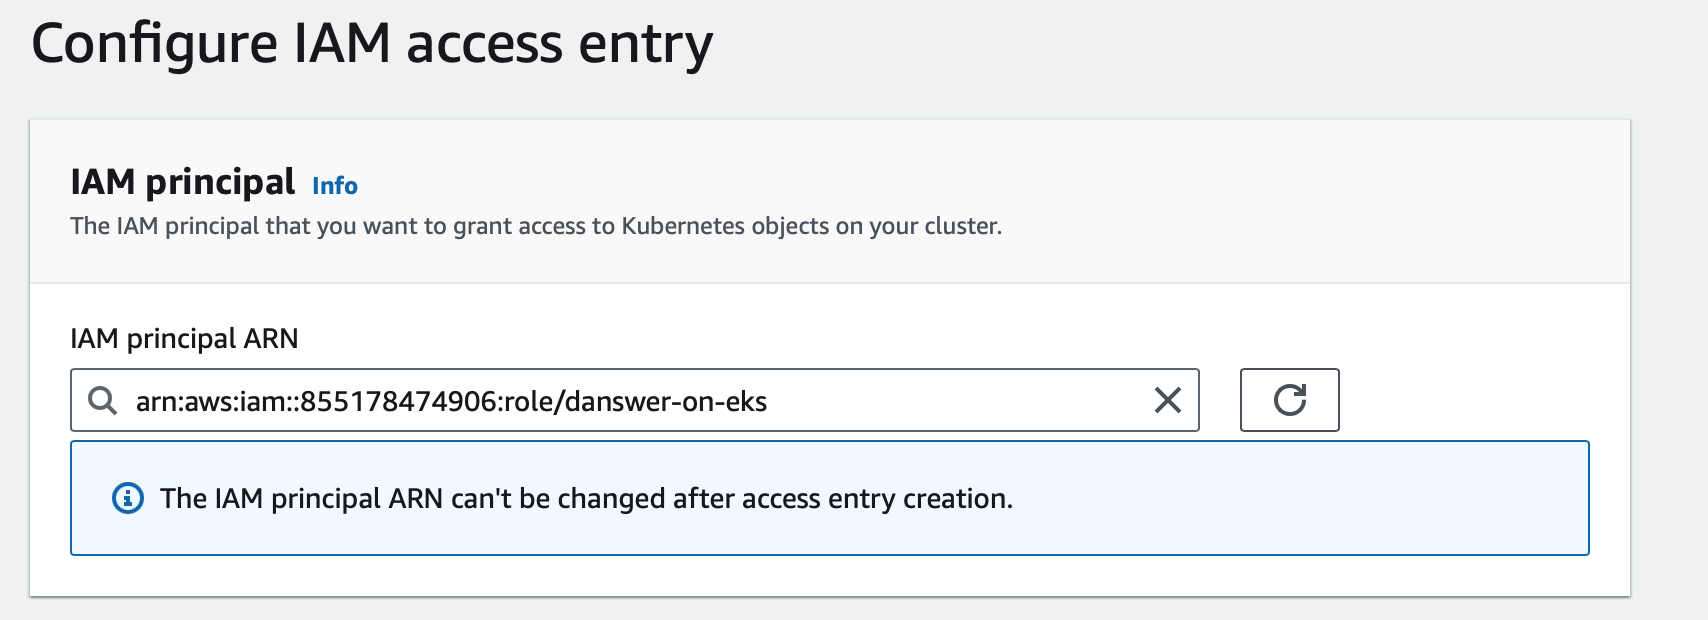 Configure IAM access entry
IAM principal Info
The IAM principal that you want to grant access to Kubernetes objects on your cluster.
IAM principal ARN
arn:aws:iam::855178474906:role/danswer-on-eks
The IAM principal ARN can't be changed after access entry creation.